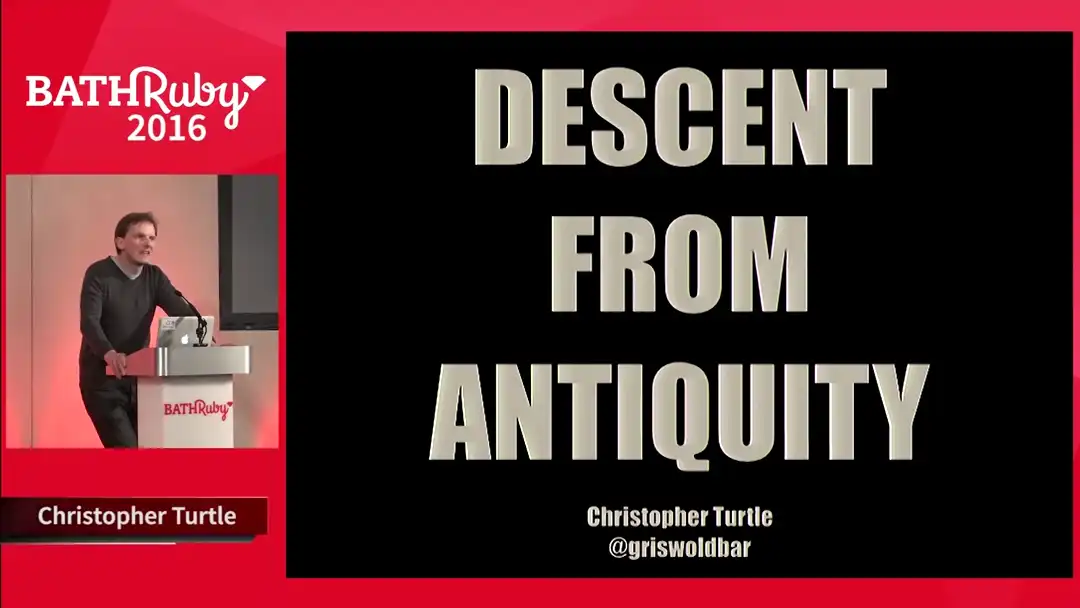 BATHRuby
2016
BATHRuby
Christopher Turtle
DESCENT
FROM
ANTIQUITY
Christopher Turtle
@griswoldbar